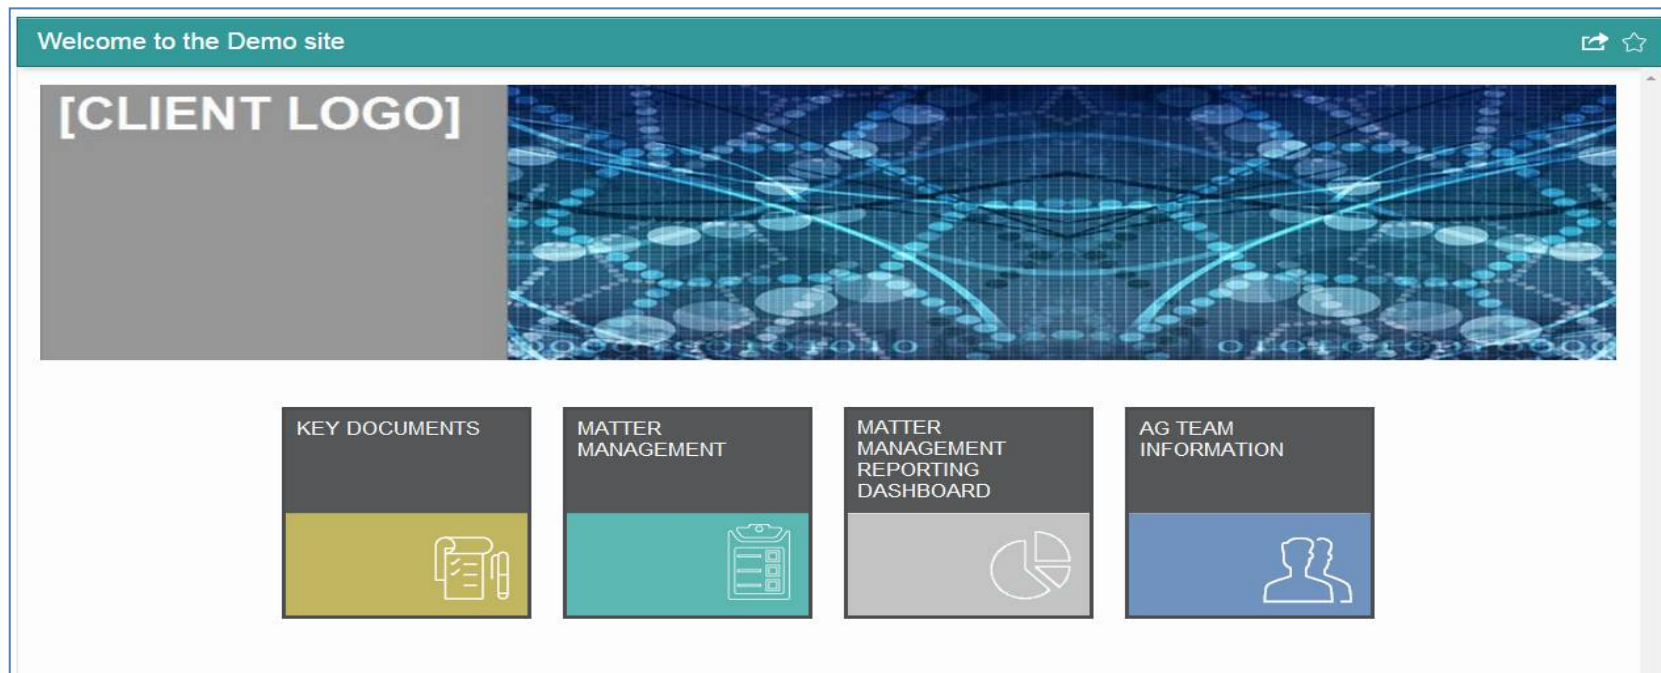 Welcome to the Demo site
[CLIENT LOGO]
KEY DOCUMENTS
MATTER
MANAGEMENT
MATTER
MANAGEMENT
REPORTING
DASHBOARD
AG TEAM
INFORMATION